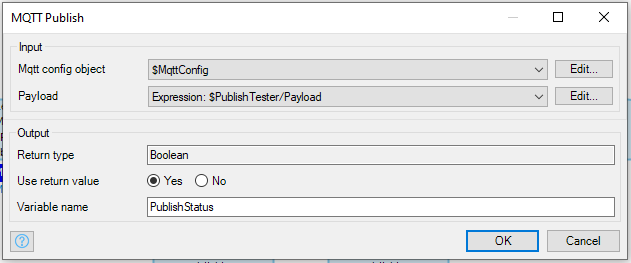 MQTT Publish
Input
Mqtt config object $MqttConfig Edit...
Payload Expression: $PublishTester/Payload Edit...
Output
Return type Boolean
Use return value Yes No
Variable name PublishStatus
? OK Cancel